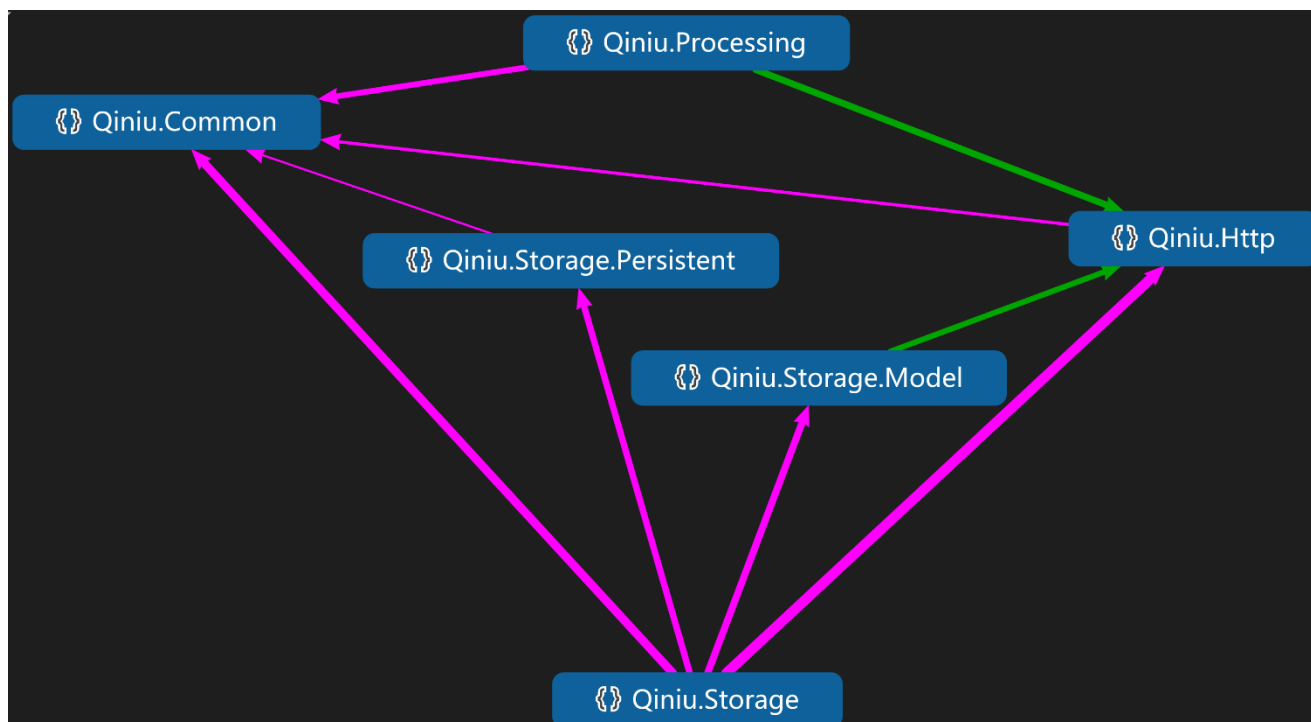 {} Qiniu.Processing
{} Qiniu.Common
{} Qiniu.Http
{} Qiniu.Storage.Persistent
{} Qiniu.Storage.Model
{} Qiniu.Storage